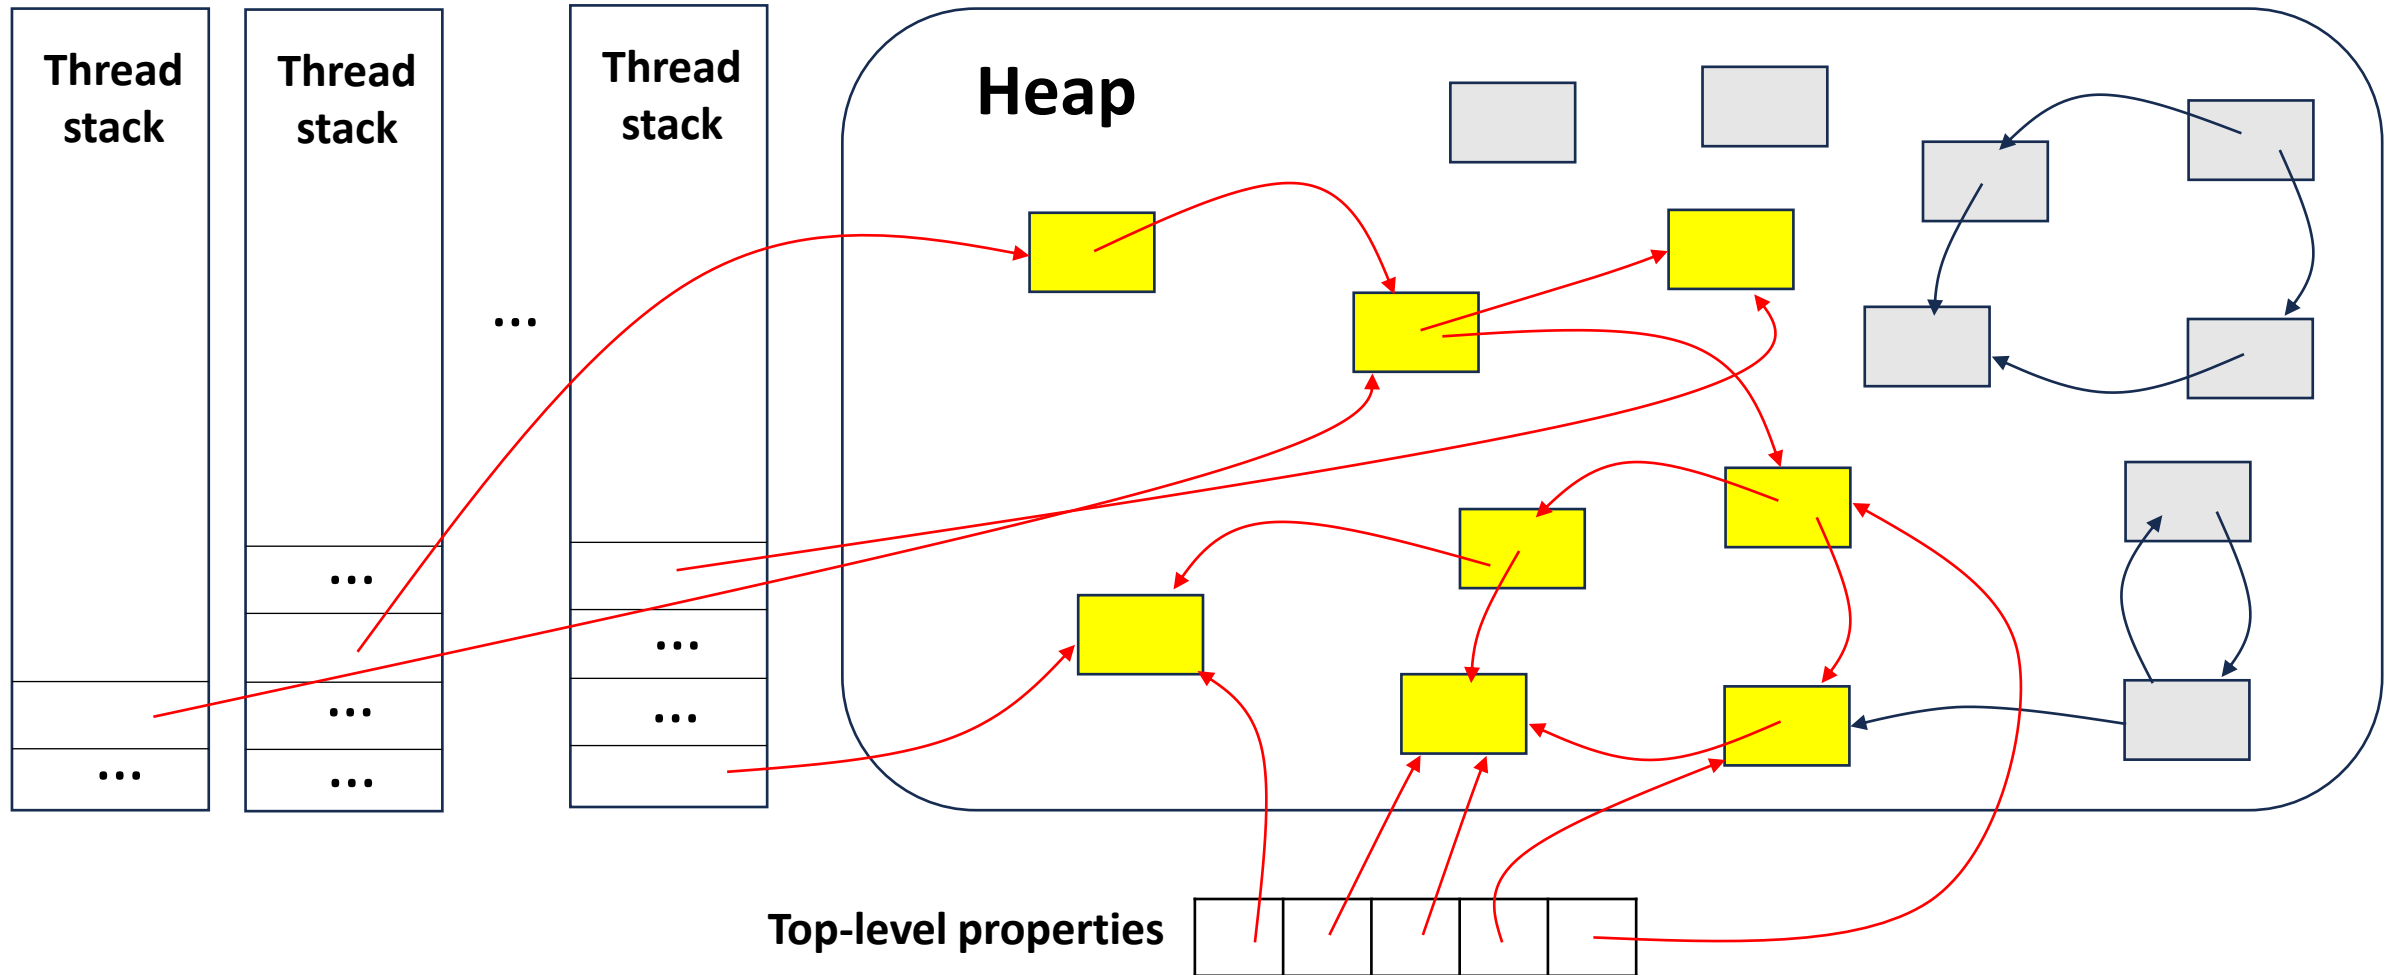 Thread
stack
Thread
stack
...
Thread
stack
Heap
...
...
...
...
...
...
Top-level properties